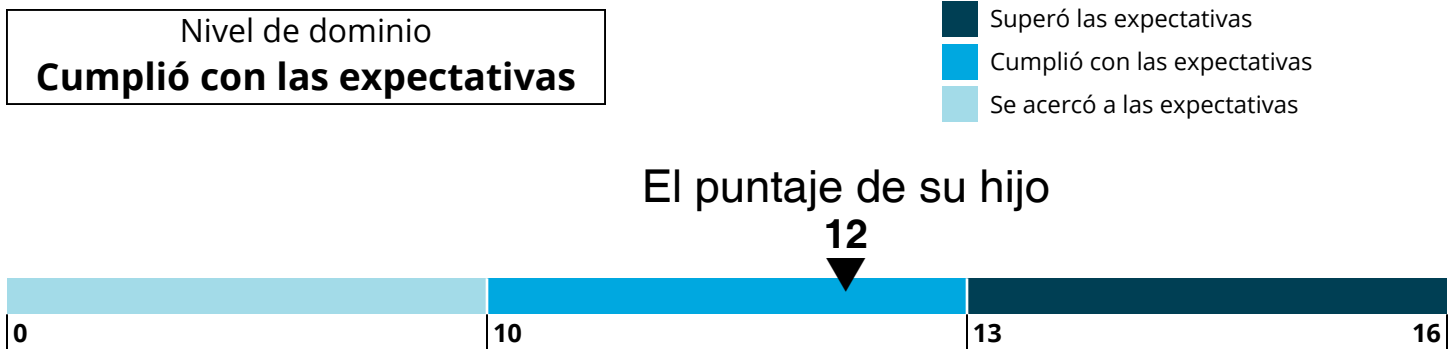 Nivel de dominio
Cumplió con las expectativas
Superó las expectativas
Cumplió con las expectativas
Se acercó a las expectativas
El puntaje de su hijo
12
0 10 13 16